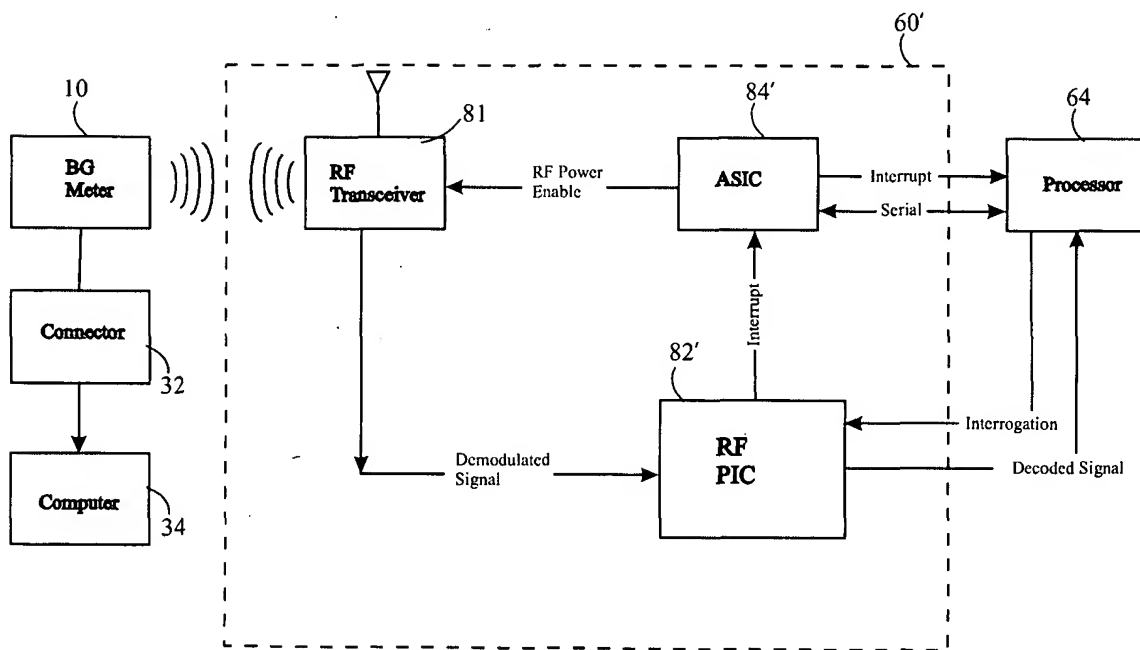 60'
10
BG
Meter
81
RF
Transceiver
RF Power
Enable
84'
ASIC
Interrupt
Serial
64
Processor
Connector
32
Interrupt
82'
RF
PIC
Interrogation
Decoded Signal
Demodulated
Signal
Computer
34